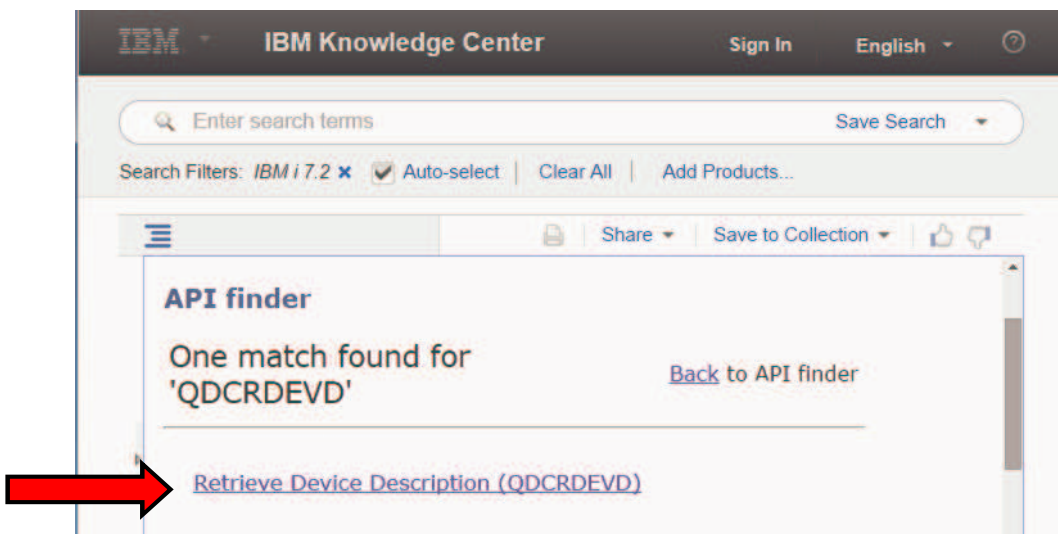 IBM IBM Knowledge Center Sign In English ?
Enter search terms Save Search
Search Filters: IBM i 7.2 × Auto-select | Clear All | Add Products...
Share Save to Collection
API finder
One match found for
'QDCRDEVD'
Back to API finder
Retrieve Device Description (QDCRDEVD)